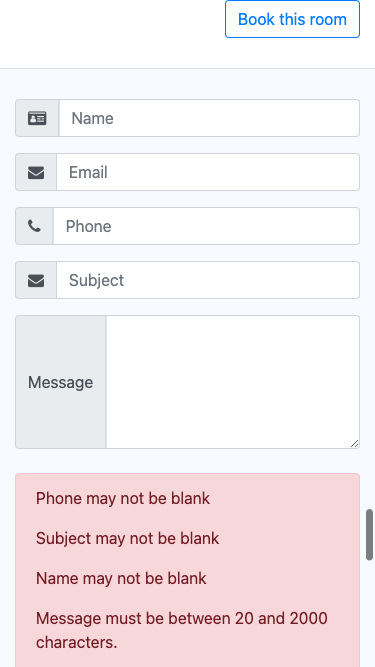 Book this room
Name
Email
Phone
Subject
Message
Phone may not be blank
Subject may not be blank
Name may not be blank
Message must be between 20 and 2000
characters.